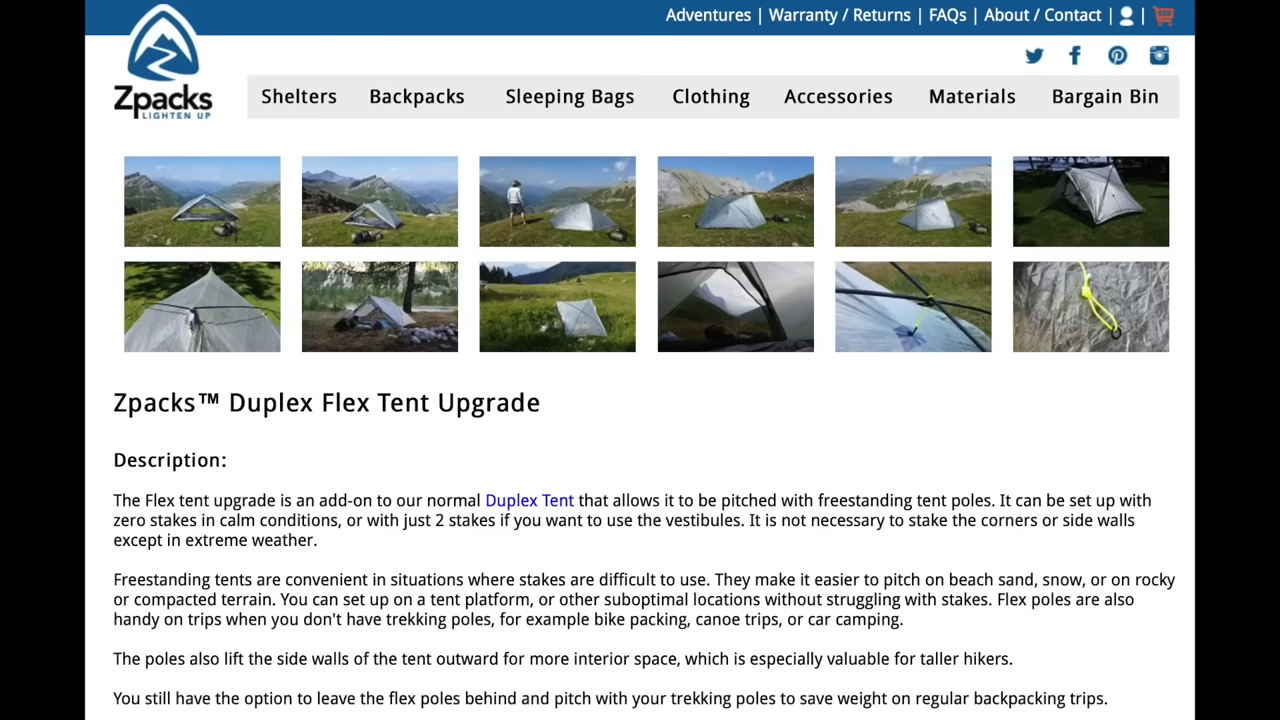 Adventures | Warranty / Returns | FAQs | About / Contact | |
Zpacks
LIGHTEN UP
Shelters Backpacks Sleeping Bags Clothing Accessories Materials Bargain Bin
Zpacks™ Duplex Flex Tent Upgrade
Description:
The Flex tent upgrade is an add-on to our normal Duplex Tent that allows it to be pitched with freestanding tent poles. It can be set up with
zero stakes in calm conditions, or with just 2 stakes if you want to use the vestibules. It is not necessary to stake the corners or side walls
except in extreme weather.
Freestanding tents are convenient in situations where stakes are difficult to use. They make it easier to pitch on beach sand, snow, or on rocky
or compacted terrain. You can set up on a tent platform, or other suboptimal locations without struggling with stakes. Flex poles are also
handy on trips when you don't have trekking poles, for example bike packing, canoe trips, or car camping.
The poles also lift the side walls of the tent outward for more interior space, which is especially valuable for taller hikers.
You still have the option to leave the flex poles behind and pitch with your trekking poles to save weight on regular backpacking trips.